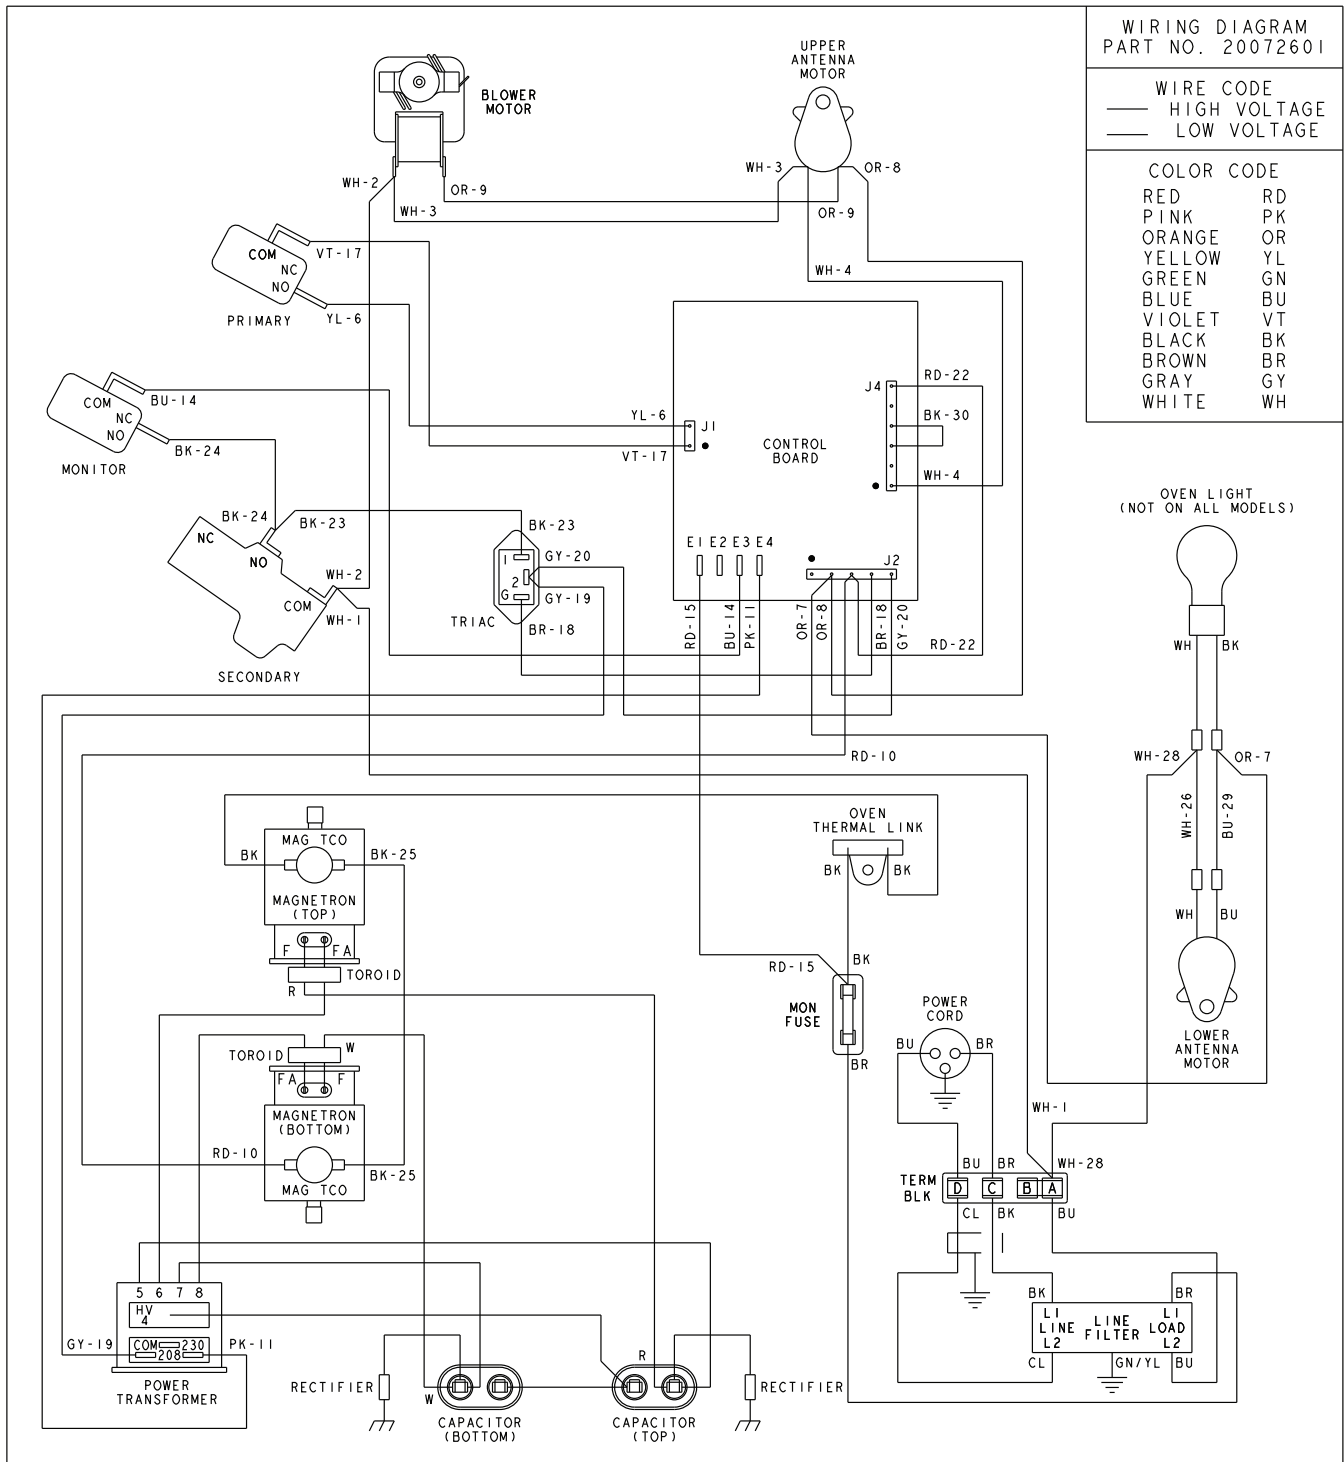 WIRING DIAGRAM
PART NO. 20072601
WIRE CODE
HIGH VOLTAGE
LOW VOLTAGE
COLOR CODE
RED RD
PINK PK
ORANGE OR
YELLOW YL
GREEN GN
BLUE BU
VIOLET VT
BLACK BK
BROWN BR
GRAY GY
WHITE WH
UPPER
ANTENNA
MOTOR
BLOWER
MOTOR
WH-2
OR-9
WH-3
WH-3
OR-8
OR-9
WH-4
COM
NC
NO
VT-17
YL-6
PRIMARY
COM
NC
NO
BU-14
BK-24
MONITOR
YL-6
VT-17
J1
CONTROL
BOARD
J4
RD-22
BK-30
WH-4
E1 E2 E3 E4
J2
RD-15
BU-14
PK-11
OR-7
OR-8
BR-18
GY-20
RD-22
BK-24
BK-23
NC
NO
COM
WH-2
WH-1
SECONDARY
BK-23
GY-20
1
2
G
GY-19
TRIAC
BR-18
OVEN LIGHT
(NOT ON ALL MODELS)
WH
BK
WH-28
OR-7
WH-26
BU-29
WH
BU
LOWER
ANTENNA
MOTOR
RD-10
OVEN
THERMAL LINK
BK
BK
MAG TCO
BK
BK-25
MAGNETRON
(TOP)
F
FA
TOROID
R
RD-15
BK
MON
FUSE
BR
POWER
CORD
BU
BR
WH-1
TOROID
W
FA
F
MAGNETRON
(BOTTOM)
RD-10
BK-25
MAG TCO
BU
BR
WH-28
TERM
BLK
D
C
B
A
CL
BK
BU
5 6 7 8
HV
4
COM
230
208
GY-19
PK-11
POWER
TRANSFORMER
RECTIFIER
W
CAPACITOR
(BOTTOM)
R
CAPACITOR
(TOP)
RECTIFIER
BK
BR
L1
LINE
L2
LINE
FILTER
L1
LOAD
L2
CL
GN/YL
BU